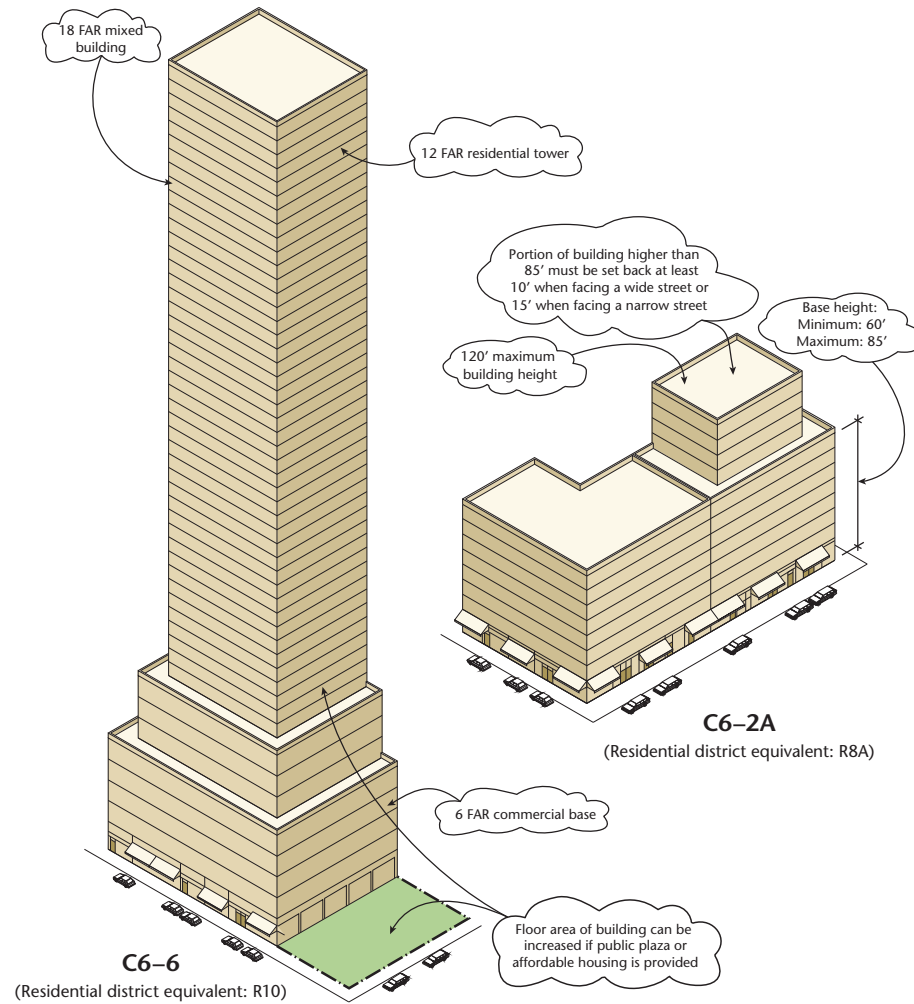 18 FAR mixed
building
12 FAR residential tower
Portion of building higher than
85′ must be set back at least
10′ when facing a wide street or
15′ when facing a narrow street
Base height:
Minimum: 60′
Maximum: 85′
120′ maximum
building height
C6–2A
(Residential district equivalent: R8A)
6 FAR commercial base
Floor area of building can be
increased if public plaza or
affordable housing is provided
C6–6
(Residential district equivalent: R10)